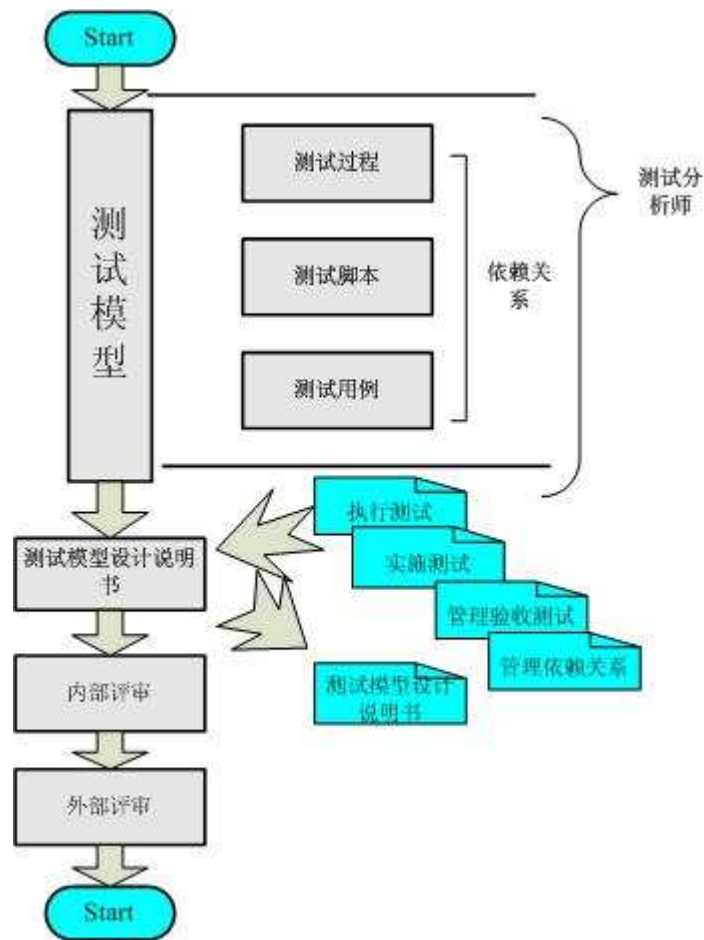 Start
测
试
模
型
测试过程
测试脚本
测试用例
依赖关
系
测试分
析师
执行测试
实施测试
管理验收测试
管理依赖关系
测试模型设计说明
书
测试模型设计
说明书
内部评审
外部评审
Start